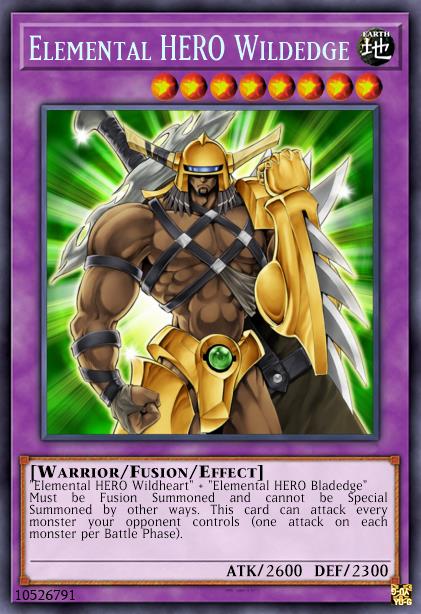 Elemental HERO Wildedge
EARTH
地
[Warrior/Fusion/Effect]
"Elemental HERO Wildheart" + "Elemental HERO Bladedge"
Must be Fusion Summoned and cannot be Special
Summoned by other ways. This card can attack every
monster your opponent controls (one attack on each
monster per Battle Phase).
ATK/2600 DEF/2300
10526791